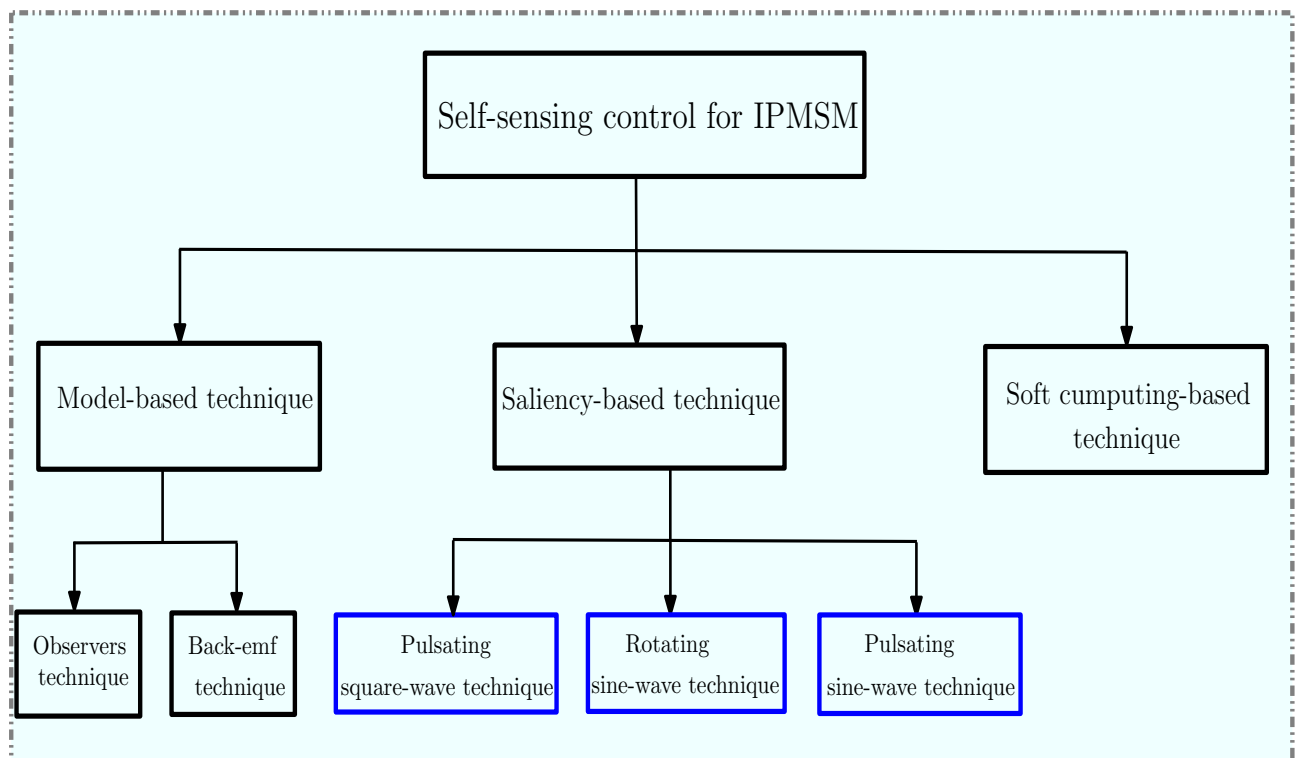 Self-sensing control for IPMSM
Model-based technique
Saliency-based technique
Soft cumputing-based
technique
Observers
technique
Back-emf
technique
Pulsating
square-wave technique
Rotating
sine-wave technique
Pulsating
sine-wave technique